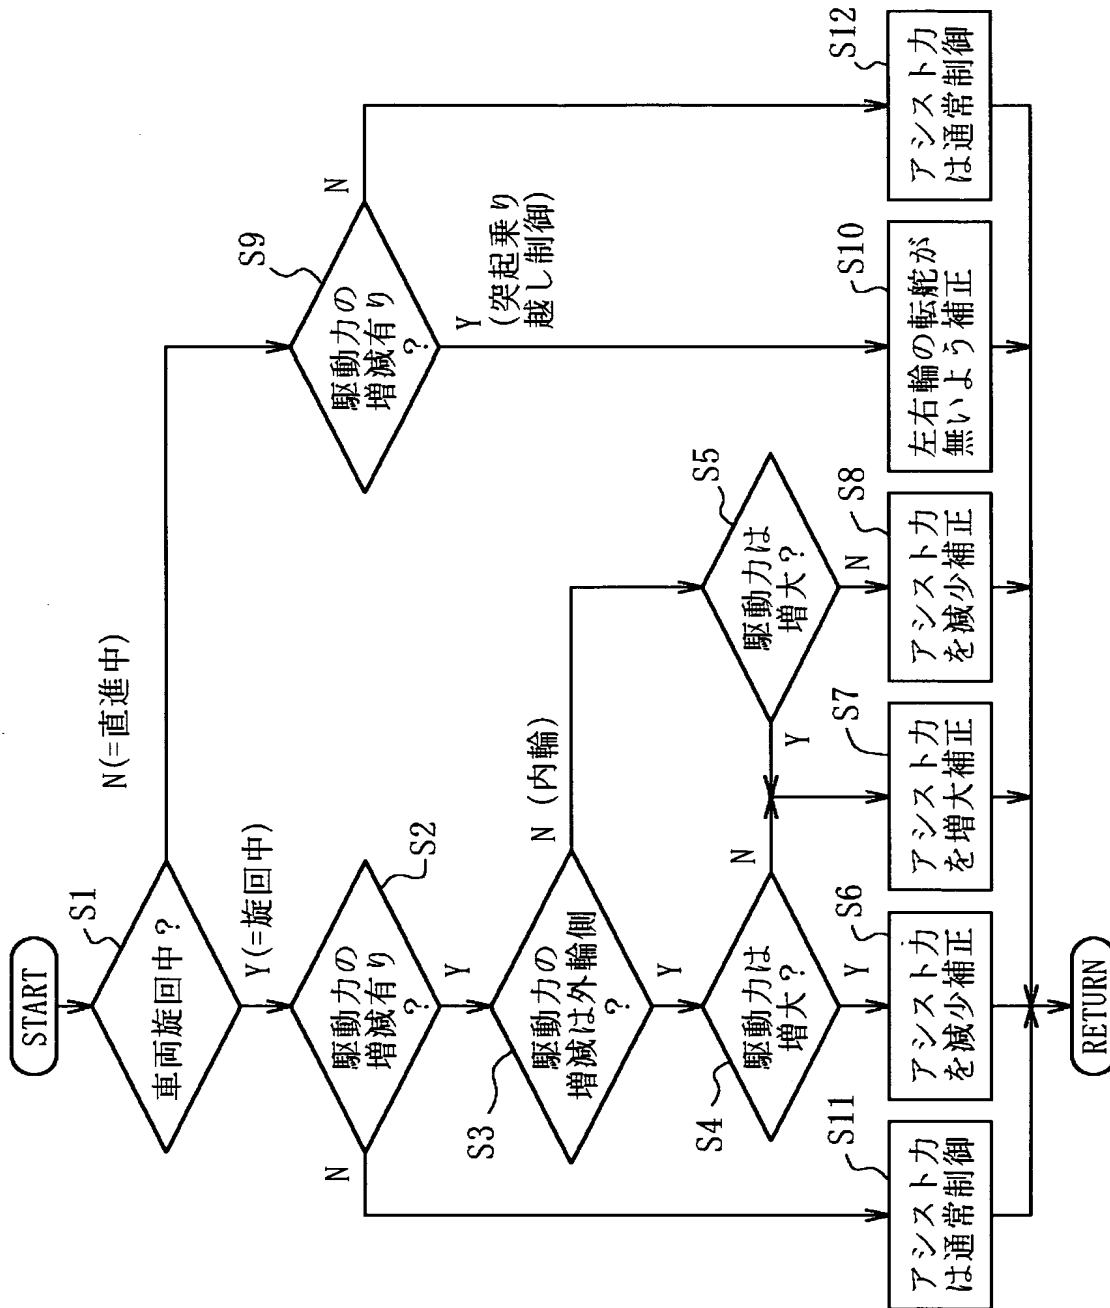 START
S1
車両旋回中?
N(=直進中)
Y(=旋回中)
S2
駆動力の
増減有り
?
N
Y
S9
駆動力の
増減有り
?
N
Y
(突起乗り
越し制御)
S3
駆動力の
増減は外輪側
?
N (内輪)
Y
S4
駆動力は
増大?
N
Y
S5
駆動力は
増大?
Y
N
S11
アシスト力
は通常制御
S6
アシスト力
を減少補正
S7
アシスト力
を増大補正
S8
アシスト力
を減少補正
S10
左右輪の転舵が
無いよう補正
S12
アシスト力
は通常制御
RETURN